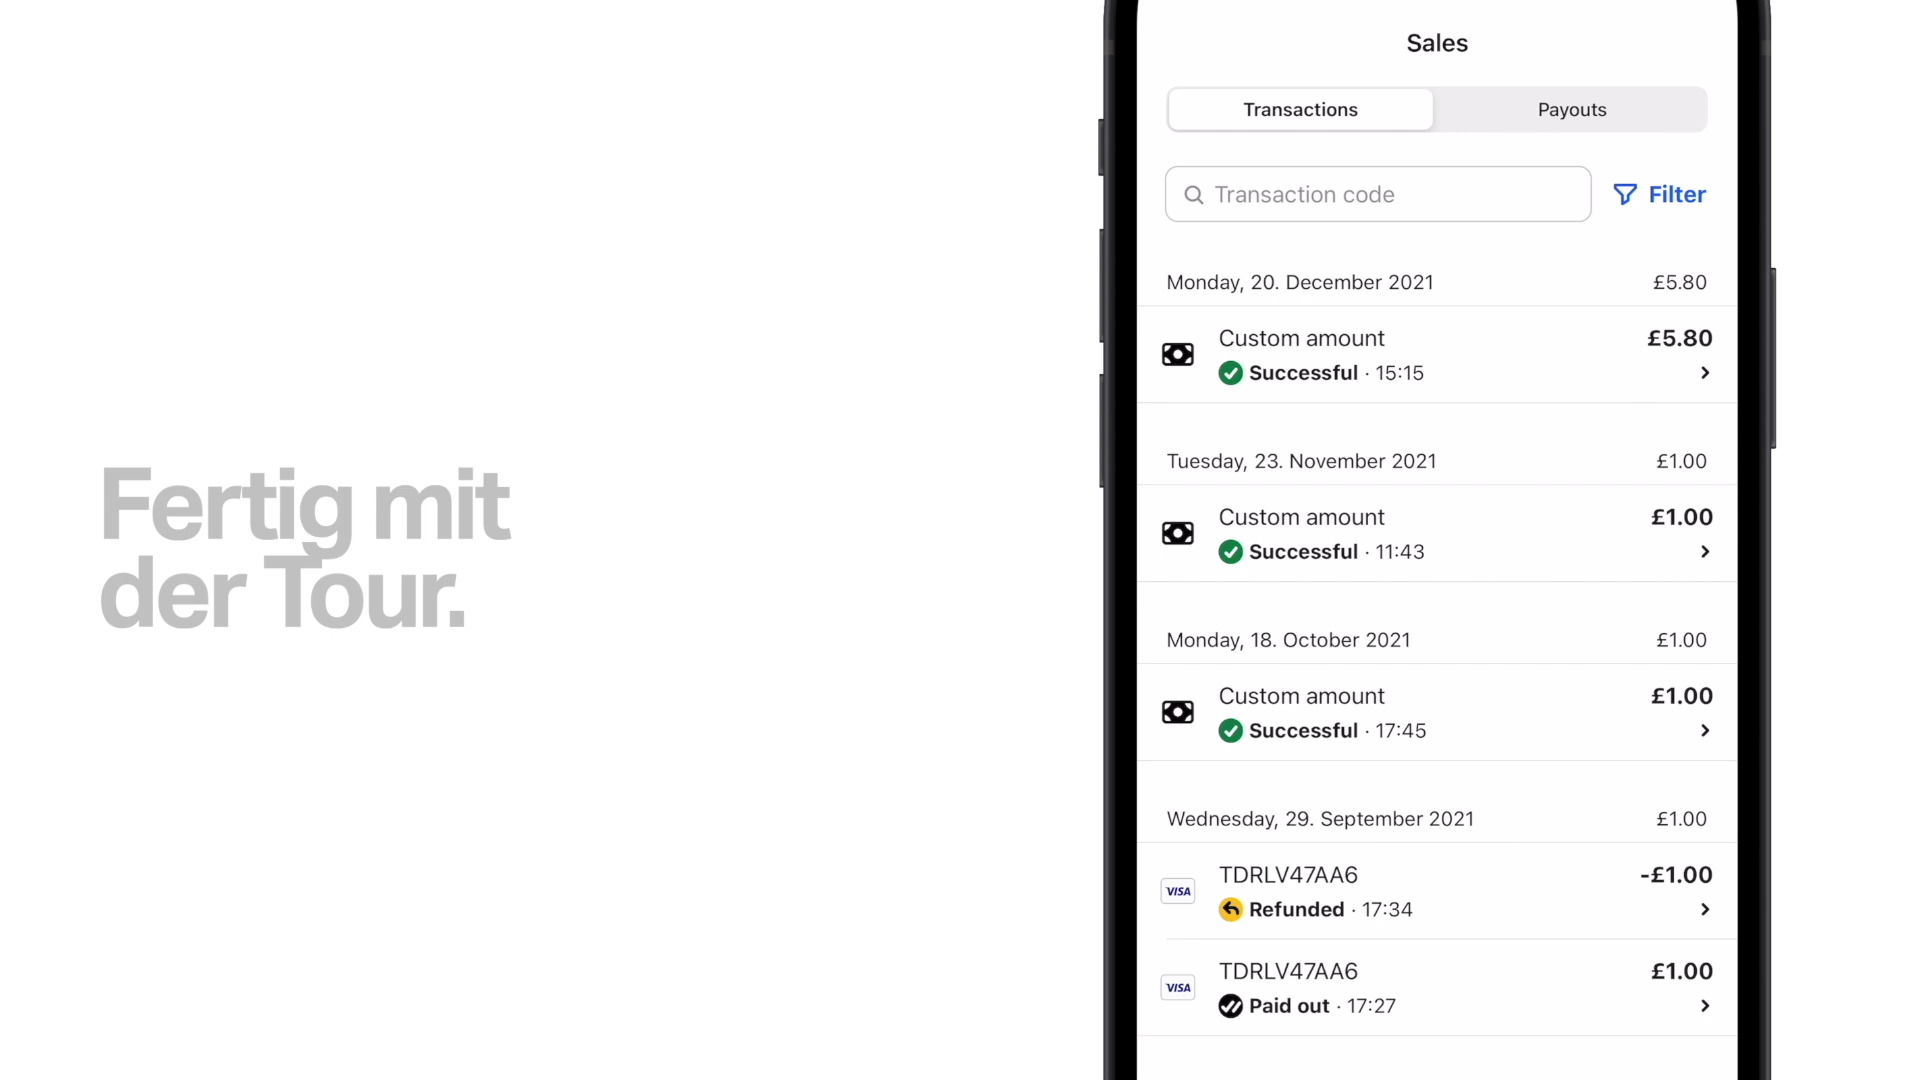 Fertig mit
der Tour.
Sales
Transactions
Payouts
Transaction code
Filter
Monday, 20. December 2021 £5.80
Custom amount £5.80
Successful · 15:15
Tuesday, 23. November 2021 £1.00
Custom amount £1.00
Successful · 11:43
Monday, 18. October 2021 £1.00
Custom amount £1.00
Successful · 17:45
Wednesday, 29. September 2021 £1.00
VISA
TDRLV47AA6 -£1.00
Refunded · 17:34
VISA
TDRLV47AA6 £1.00
Paid out · 17:27